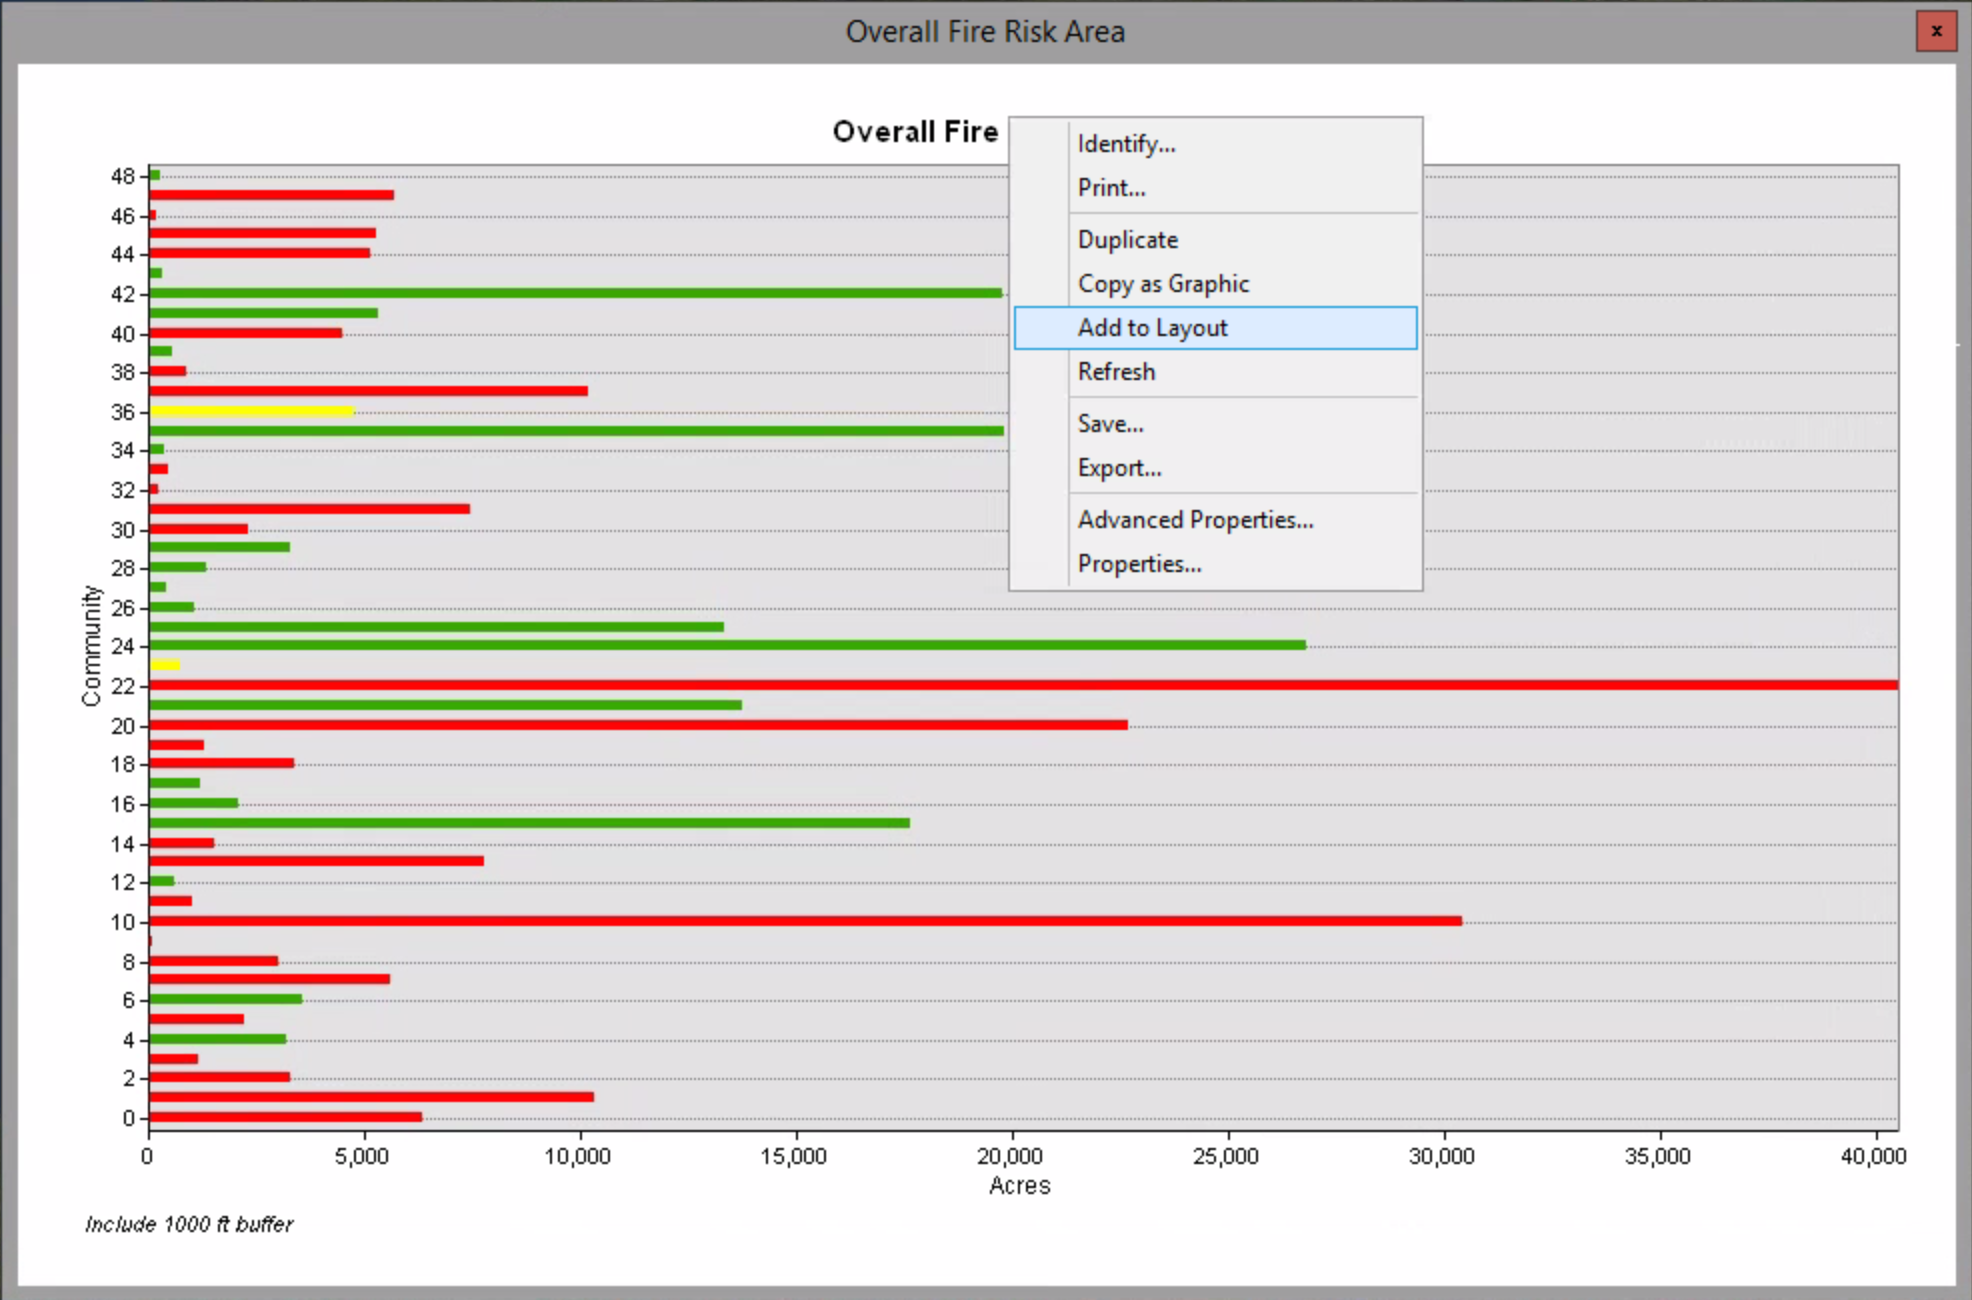 Overall Fire Risk Area
x
Overall Fire
Identify...
Print...
Duplicate
Copy as Graphic
Add to Layout
Refresh
Save...
Export...
Advanced Properties...
Properties...
Community
48
46
44
42
40
38
36
34
32
30
28
26
24
22
20
18
16
14
12
10
8
6
4
2
0
0 5,000 10,000 15,000 20,000 25,000 30,000 35,000 40,000
Acres
Include 1000 ft buffer